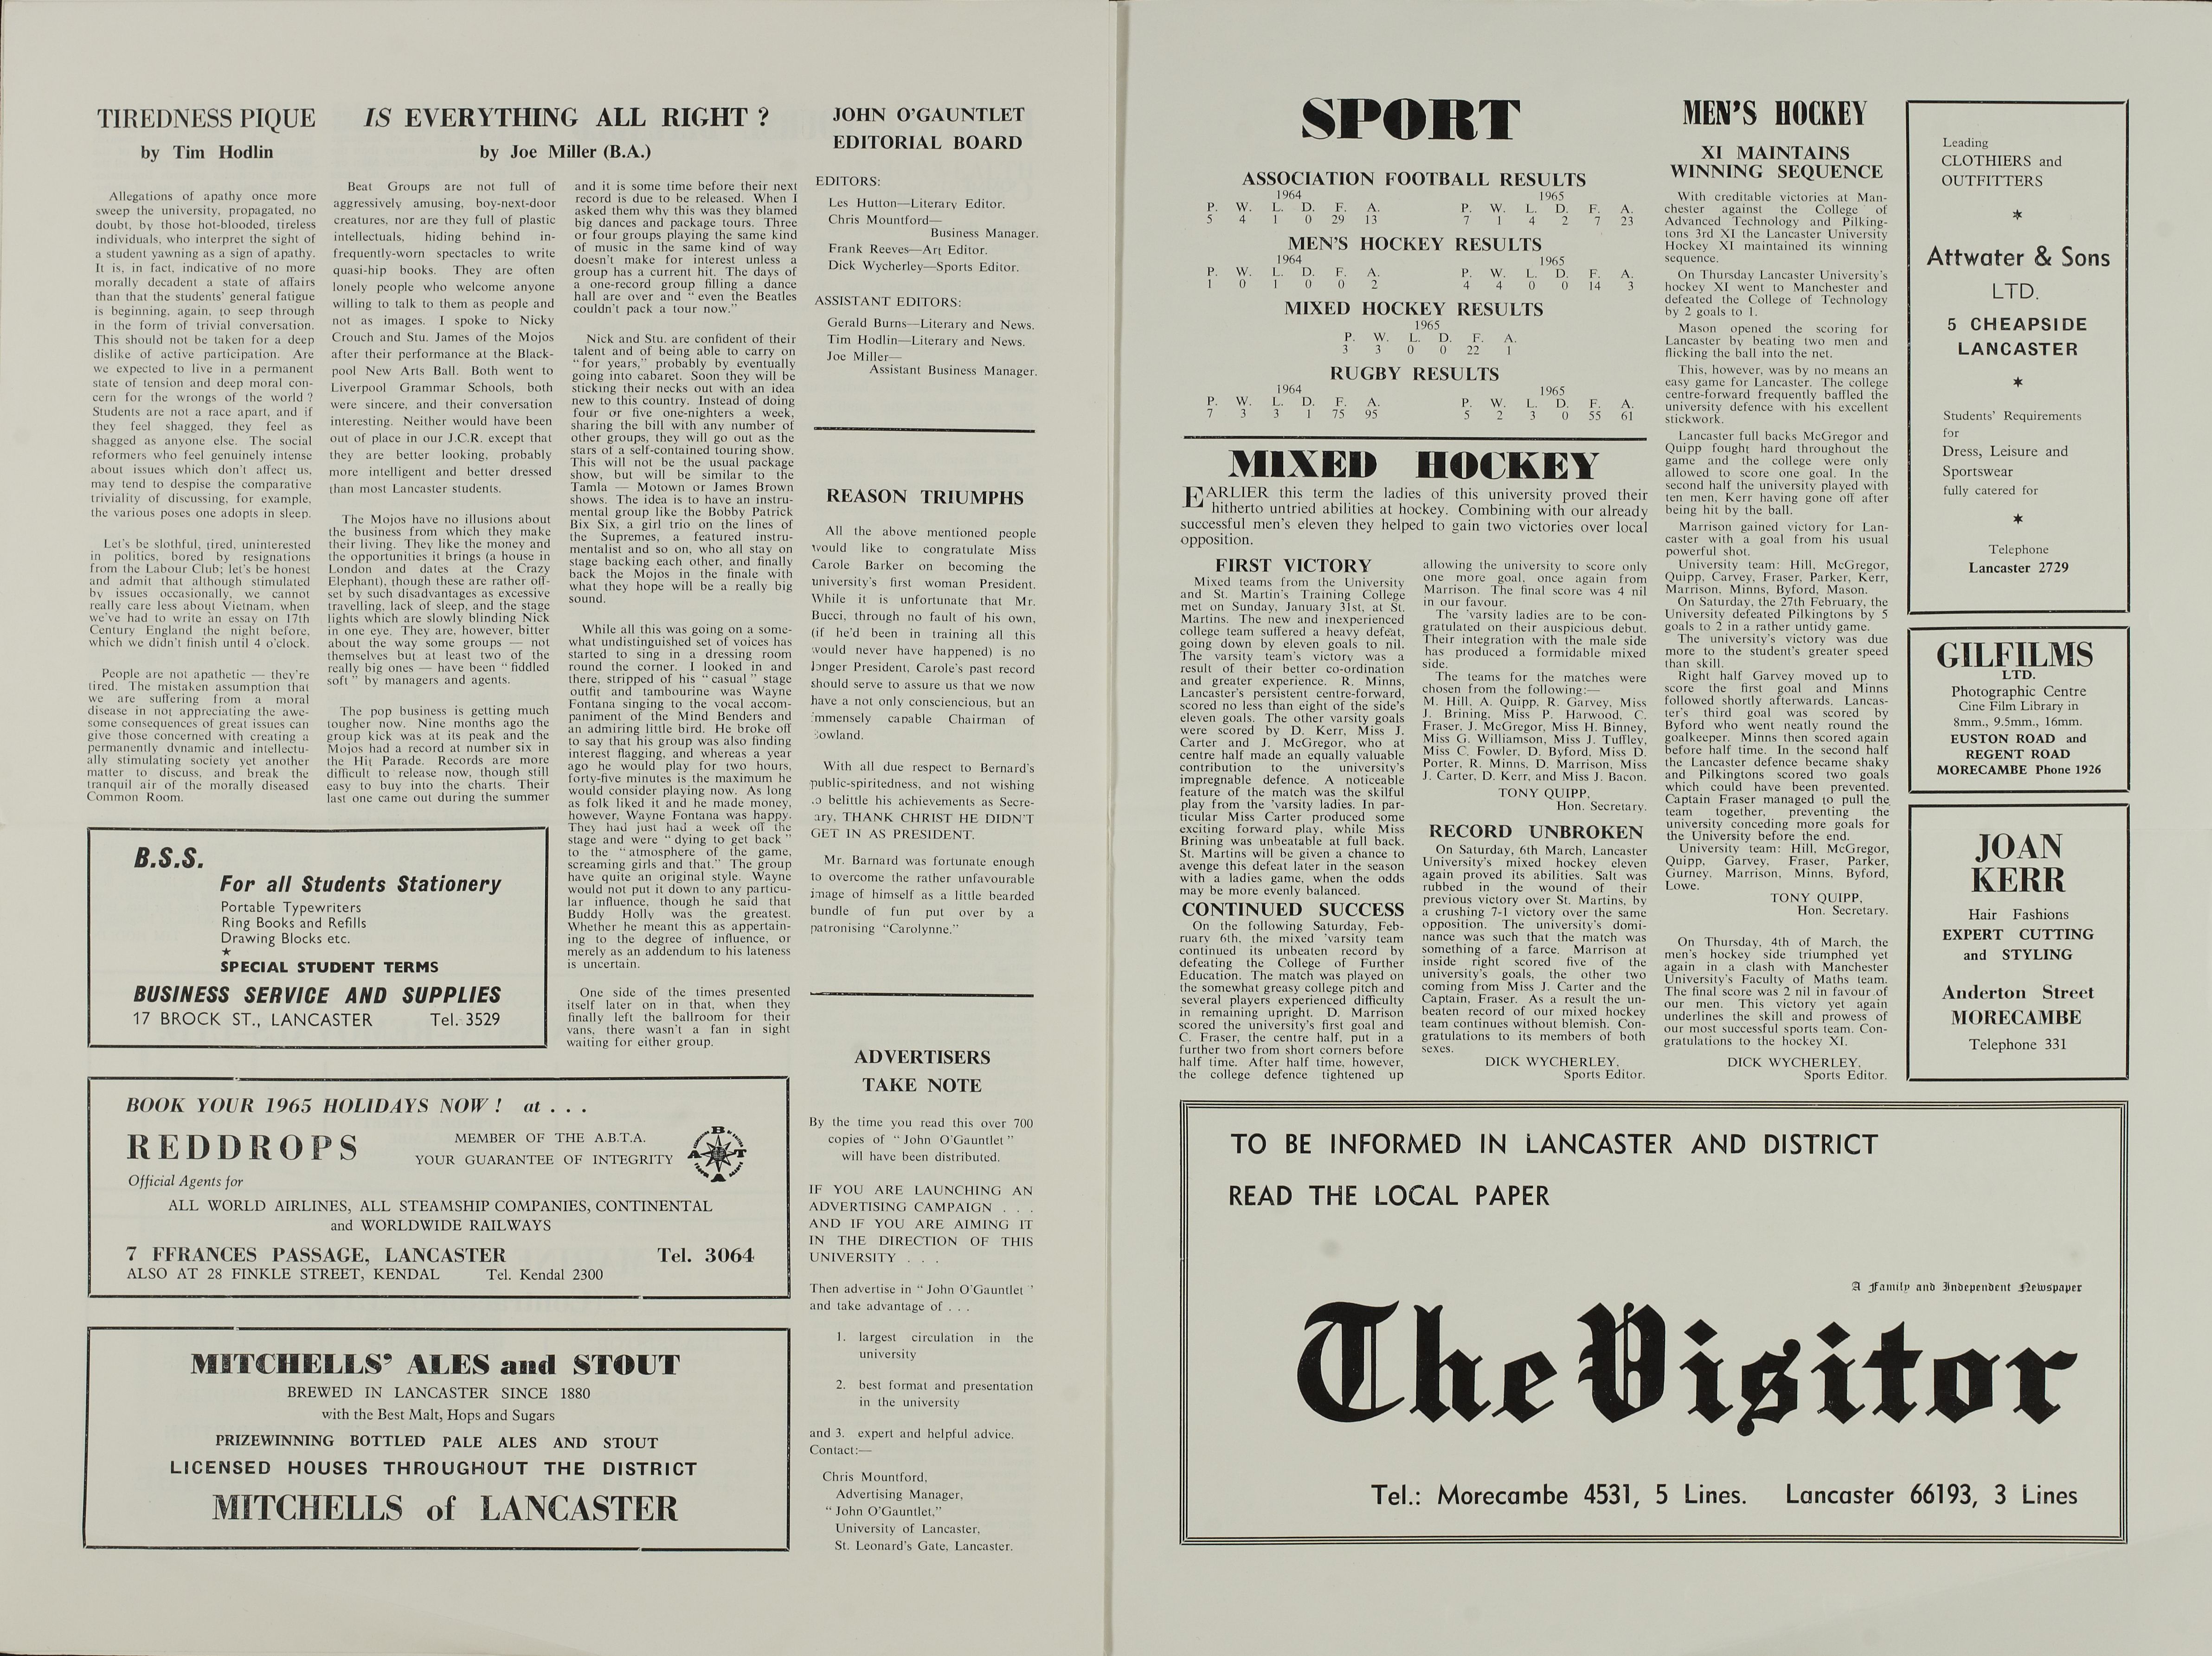 TIREDNESS PIQUE
by Tim Hodlin
Allegations of apathy once more
sweep the university, propagated, no
doubt, by those hot-blooded, tireless
individuals, who interpret the sight of
a student yawning as a sign of apathy.
It is, in fact, indicative of no more
morally decadent a state of affairs
than that the students' general fatigue
is beginning, again, to seep through
in the form of trivial conversation.
This should not be taken for a deep
dislike of active participation. Are
we expected to live in a permanent
state of tension and deep moral con-
cern for the wrongs of the world?
Students are not a race apart, and if
they feel shagged, they feel as
shagged as anyone else. The social
reformers who feel genuinely intense
about issues which don't affect us,
may tend to despise the comparative
triviality of discussing, for example,
the various poses one adopts in sleep.
Let's be slothful, tired, uninterested
in politics, bored by resignations
from the Labour Club; let's be honest
and admit that although stimulated
by issues occasionally, we cannot
really care less about Vietnam, when
we've had to write an essay on 17th
Century England the night before,
which we didn't finish until 4 o'clock.
People are not apathetic — they're
tired. The mistaken assumption that
we are suffering from a moral
disease in not appreciating the awe-
some consequences of great issues can
give those concerned with creating a
permanently dynamic and intellectu-
ally stimulating society yet another
matter to discuss, and break the
tranquil air of the morally diseased
Common Room.
IS EVERYTHING ALL RIGHT ?
by Joe Miller (B.A.)
Beat Groups are not full of
aggressively amusing, boy-next-door
creatures, nor are they full of plastic
intellectuals, hiding behind in-
frequently-worn spectacles to write
quasi-hip books. They are often
lonely people who welcome anyone
willing to talk to them as people and
not as images. I spoke to Nicky
Crouch and Stu. James of the Mojos
after their performance at the Black-
pool New Arts Ball. Both went to
Liverpool Grammar Schools, both
were sincere, and their conversation
interesting. Neither would have been
out of place in our J.C.R. except that
they are better looking, probably
more intelligent and better dressed
than most Lancaster students.
The Mojos have no illusions about
the business from which they make
their living. They like the money and
the opportunities it brings (a house in
London and dates at the Crazy
Elephant), though these are rather off-
set by such disadvantages as excessive
travelling, lack of sleep, and the stage
lights which are slowly blinding Nick
in one eye. They are, however, bitter
about the way some groups — not
themselves but at least two of the
really big ones — have been " fiddled
soft " by managers and agents.
The pop business is getting much
tougher now. Nine months ago the
group kick was at its peak and the
Mojos had a record at number six in
the Hit Parade. Records are more
difficult to release now, though still
easy to buy into the charts. Their
last one came out during the summer
and it is some time before their next
record is due to be released. When I
asked them why this was they blamed
big dances and package tours. Three
or four groups playing the same kind
of music in the same kind of way
doesn't make for interest unless a
group has a current hit. The days of
a one-record group filling a dance
hall are over and " even the Beatles
couldn't pack a tour now."
Nick and Stu. are confident of their
talent and of being able to carry on
" for years," probably by eventually
going into cabaret. Soon they will be
sticking their necks out with an idea
new to this country. Instead of doing
four or five one-nighters a week,
sharing the bill with any number of
other groups, they will go out as the
stars of a self-contained touring show.
This will not be the usual package
show, but will be similar to the
Tamla — Motown or James Brown
shows. The idea is to have an instru-
mental group like the Bobby Patrick
Bix Six, a girl trio on the lines of
the Supremes, a featured instru-
mentalist and so on, who all stay on
stage backing each other, and finally
back the Mojos in the finale with
what they hope will be a really big
sound.
While all this was going on a some-
what undistinguished set of voices has
started to sing in a dressing room
round the corner. I looked in and
there, stripped of his " casual " stage
outfit and tambourine was Wayne
Fontana singing to the vocal accom-
paniment of the Mind Benders and
an admiring little bird. He broke off
to say that his group was also finding
interest flagging, and whereas a year
ago he would play for two hours,
forty-five minutes is the maximum he
would consider playing now. As long
as folk liked it and he made money,
however, Wayne Fontana was happy.
They had just had a week off the
stage and were " dying to get back "
to the " atmosphere of the game,
screaming girls and that." The group
have quite an original style. Wayne
would not put it down to any particu-
lar influence, though he said that
Buddy Holly was the greatest.
Whether he meant this as appertain-
ing to the degree of influence, or
merely as an addendum to his lateness
is uncertain.
One side of the times presented
itself later on in that, when they
finally left the ballroom for their
vans, there wasn't a fan in sight
waiting for either group.
B.S.S.
For all Students Stationery
Portable Typewriters
Ring Books and Refills
Drawing Blocks etc.
★
SPECIAL STUDENT TERMS
BUSINESS SERVICE AND SUPPLIES
17 BROCK ST., LANCASTER Tel. 3529
BOOK YOUR 1965 HOLIDAYS NOW ! at . . .
REDDROPS
MEMBER OF THE A.B.T.A.
YOUR GUARANTEE OF INTEGRITY
Official Agents for
ALL WORLD AIRLINES, ALL STEAMSHIP COMPANIES, CONTINENTAL
and WORLDWIDE RAILWAYS
7 FFRANCES PASSAGE, LANCASTER Tel. 3064
ALSO AT 28 FINKLE STREET, KENDAL Tel. Kendal 2300
MITCHELLS' ALES and STOUT
BREWED IN LANCASTER SINCE 1880
with the Best Malt, Hops and Sugars
PRIZEWINNING BOTTLED PALE ALES AND STOUT
LICENSED HOUSES THROUGHOUT THE DISTRICT
MITCHELLS of LANCASTER
JOHN O'GAUNTLET
EDITORIAL BOARD
EDITORS:
Les Hutton—Literary Editor.
Chris Mountford—
Business Manager.
Frank Reeves—Art Editor.
Dick Wycherley—Sports Editor.
ASSISTANT EDITORS:
Gerald Burns—Literary and News.
Tim Hodlin—Literary and News.
Joe Miller—
Assistant Business Manager.
REASON TRIUMPHS
All the above mentioned people
would like to congratulate Miss
Carole Barker on becoming the
university's first woman President.
While it is unfortunate that Mr.
Bucci, through no fault of his own,
(if he'd been in training all this
would never have happened) is no
longer President, Carole's past record
should serve to assure us that we now
have a not only consciencious, but an
immensely capable Chairman of
Bowland.
With all due respect to Bernard's
public-spiritedness, and not wishing
to belittle his achievements as Secre-
ary, THANK CHRIST HE DIDN'T
GET IN AS PRESIDENT.
Mr. Barnard was fortunate enough
to overcome the rather unfavourable
image of himself as a little bearded
bundle of fun put over by a
patronising "Carolynne."
ADVERTISERS
TAKE NOTE
By the time you read this over 700
copies of " John O'Gauntlet "
will have been distributed.
IF YOU ARE LAUNCHING AN
ADVERTISING CAMPAIGN . . .
AND IF YOU ARE AIMING IT
IN THE DIRECTION OF THIS
UNIVERSITY . . .
Then advertise in " John O'Gauntlet "
and take advantage of . . .
1. largest circulation in the
university
2. best format and presentation
in the university
and 3. expert and helpful advice.
Contact:—
Chris Mountford,
Advertising Manager,
" John O'Gauntlet,"
University of Lancaster,
St. Leonard's Gate, Lancaster.
SPORT
ASSOCIATION FOOTBALL RESULTS
1964 1965
P. W. L. D. F. A. P. W. L. D. F. A.
5 4 1 0 29 13 7 1 4 2 7 23
MEN'S HOCKEY RESULTS
1964 1965
P. W. L. D. F. A. P. W. L. D. F. A.
1 0 1 0 0 2 4 4 0 0 14 3
MIXED HOCKEY RESULTS
1965
P. W. L. D. F. A.
3 3 0 0 22 1
RUGBY RESULTS
1964 1965
P. W. L. D. F. A. P. W. L. D. F. A.
7 3 3 1 75 95 5 2 3 0 55 61
MIXED HOCKEY
EARLIER this term the ladies of this university proved their
hitherto untried abilities at hockey. Combining with our already
successful men's eleven they helped to gain two victories over local
opposition.
FIRST VICTORY
Mixed teams from the University
and St. Martin's Training College
met on Sunday, January 31st, at St.
Martins. The new and inexperienced
college team suffered a heavy defeat,
going down by eleven goals to nil.
The varsity team's victory was a
result of their better co-ordination
and greater experience. R. Minns,
Lancaster's persistent centre-forward,
scored no less than eight of the side's
eleven goals. The other varsity goals
were scored by D. Kerr, Miss J.
Carter and J. McGregor, who at
centre half made an equally valuable
contribution to the university's
impregnable defence. A noticeable
feature of the match was the skilful
play from the 'varsity ladies. In par-
ticular Miss Carter produced some
exciting forward play, while Miss
Brining was unbeatable at full back.
St. Martins will be given a chance to
avenge this defeat later in the season
with a ladies game, when the odds
may be more evenly balanced.
CONTINUED SUCCESS
On the following Saturday, Feb-
ruary 6th, the mixed 'varsity team
continued its unbeaten record by
defeating the College of Further
Education. The match was played on
the somewhat greasy college pitch and
several players experienced difficulty
in remaining upright. D. Marrison
scored the university's first goal and
C. Fraser, the centre half, put in a
further two from short corners before
half time. After half time, however,
the college defence tightened up
allowing the university to score only
one more goal, once again from
Marrison. The final score was 4 nil
in our favour.
The 'varsity ladies are to be con-
gratulated on their auspicious debut.
Their integration with the male side
has produced a formidable mixed
side.
The teams for the matches were
chosen from the following:—
M. Hill, A. Quipp, R. Garvey, Miss
J. Brining, Miss P. Harwood, C.
Fraser, J. McGregor, Miss H. Binney,
Miss G. Williamson, Miss J. Tuffley,
Miss C. Fowler, D. Byford, Miss D.
Porter, R. Minns, D. Marrison, Miss
J. Carter, D. Kerr, and Miss J. Bacon.
TONY QUIPP,
Hon. Secretary.
RECORD UNBROKEN
On Saturday, 6th March, Lancaster
University's mixed hockey eleven
again proved its abilities. Salt was
rubbed in the wound of their
previous victory over St. Martins, by
a crushing 7-1 victory over the same
opposition. The university's domi-
nance was such that the match was
something of a farce. Marrison at
inside right scored five of the
university's goals, the other two
coming from Miss J. Carter and the
Captain, Fraser. As a result the un-
beaten record of our mixed hockey
team continues without blemish. Con-
gratulations to its members of both
sexes.
DICK WYCHERLEY,
Sports Editor.
MEN'S HOCKEY
XI MAINTAINS
WINNING SEQUENCE
With creditable victories at Man-
chester against the College of
Advanced Technology and Pilking-
tons 3rd XI the Lancaster University
Hockey XI maintained its winning
sequence.
On Thursday Lancaster University's
hockey XI went to Manchester and
defeated the College of Technology
by 2 goals to 1.
Mason opened the scoring for
Lancaster by beating two men and
flicking the ball into the net.
This, however, was by no means an
easy game for Lancaster. The college
centre-forward frequently baffled the
university defence with his excellent
stickwork.
Lancaster full backs McGregor and
Quipp fought hard throughout the
game and the college were only
allowed to score one goal. In the
second half the university played with
ten men, Kerr having gone off after
being hit by the ball.
Marrison gained victory for Lan-
caster with a goal from his usual
powerful shot.
University team: Hill, McGregor,
Quipp, Carvey, Fraser, Parker, Kerr,
Marrison, Minns, Byford, Mason.
On Saturday, the 27th February, the
University defeated Pilkingtons by 5
goals to 2 in a rather untidy game.
The university's victory was due
more to the student's greater speed
than skill.
Right half Garvey moved up to
score the first goal and Minns
followed shortly afterwards. Lancas-
ter's third goal was scored by
Byford who went neatly round the
goalkeeper. Minns then scored again
before half time. In the second half
the Lancaster defence became shaky
and Pilkingtons scored two goals
which could have been prevented.
Captain Fraser managed to pull the
team together, preventing the
university conceding more goals for
the University before the end.
University team: Hill, McGregor,
Quipp, Garvey, Fraser, Parker,
Gurney, Marrison, Minns, Byford,
Lowe.
TONY QUIPP,
Hon. Secretary.
On Thursday, 4th of March, the
men's hockey side triumphed yet
again in a clash with Manchester
University's Faculty of Maths team.
The final score was 2 nil in favour of
our men. This victory yet again
underlines the skill and prowess of
our most successful sports team. Con-
gratulations to the hockey XI.
DICK WYCHERLEY,
Sports Editor.
Leading
CLOTHIERS and
OUTFITTERS
★
Attwater & Sons
LTD.
5 CHEAPSIDE
LANCASTER
★
Students' Requirements
for
Dress, Leisure and
Sportswear
fully catered for
★
Telephone
Lancaster 2729
GILFILMS
LTD.
Photographic Centre
Cine Film Library in
8mm., 9.5mm., 16mm.
EUSTON ROAD and
REGENT ROAD
MORECAMBE Phone 1926
JOAN
KERR
Hair Fashions
EXPERT CUTTING
and STYLING
Anderton Street
MORECAMBE
Telephone 331
TO BE INFORMED IN LANCASTER AND DISTRICT
READ THE LOCAL PAPER
A Family and Independent Newspaper
The Visitor
Tel.: Morecambe 4531, 5 Lines. Lancaster 66193, 3 Lines